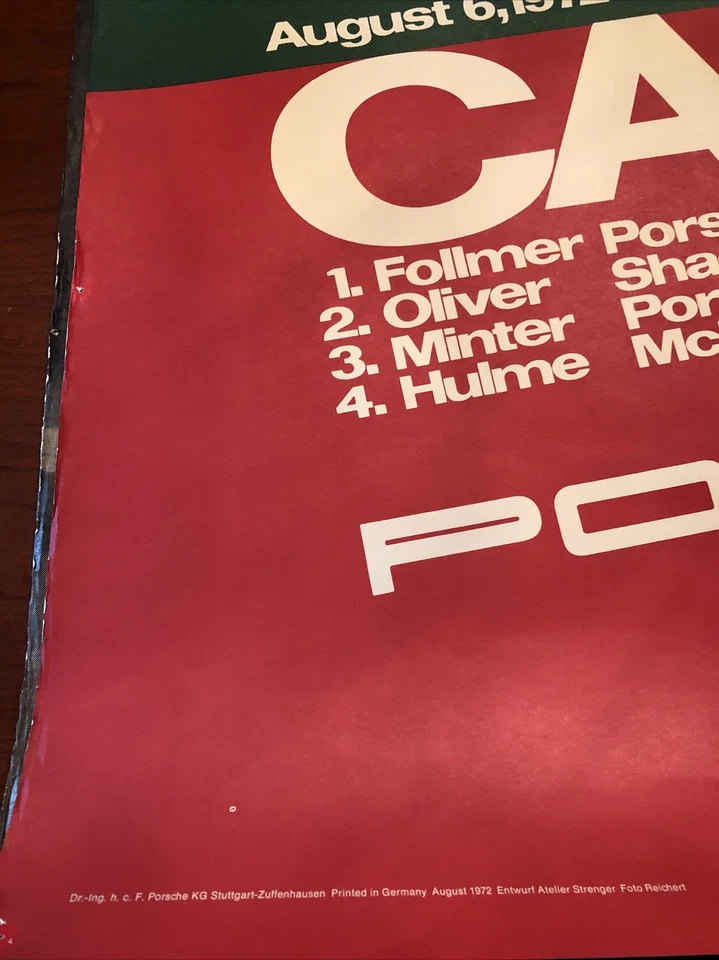 August 6, 1972
CA
1. Follmer Pors
2. Oliver Sha
3. Minter Por
4. Hulme Mc
PO
Dr.-Ing. h. c. F. Porsche KG Stuttgart-Zuffenhausen Printed in Germany August 1972 Entwurf Atelier Strenger Foto Reichert